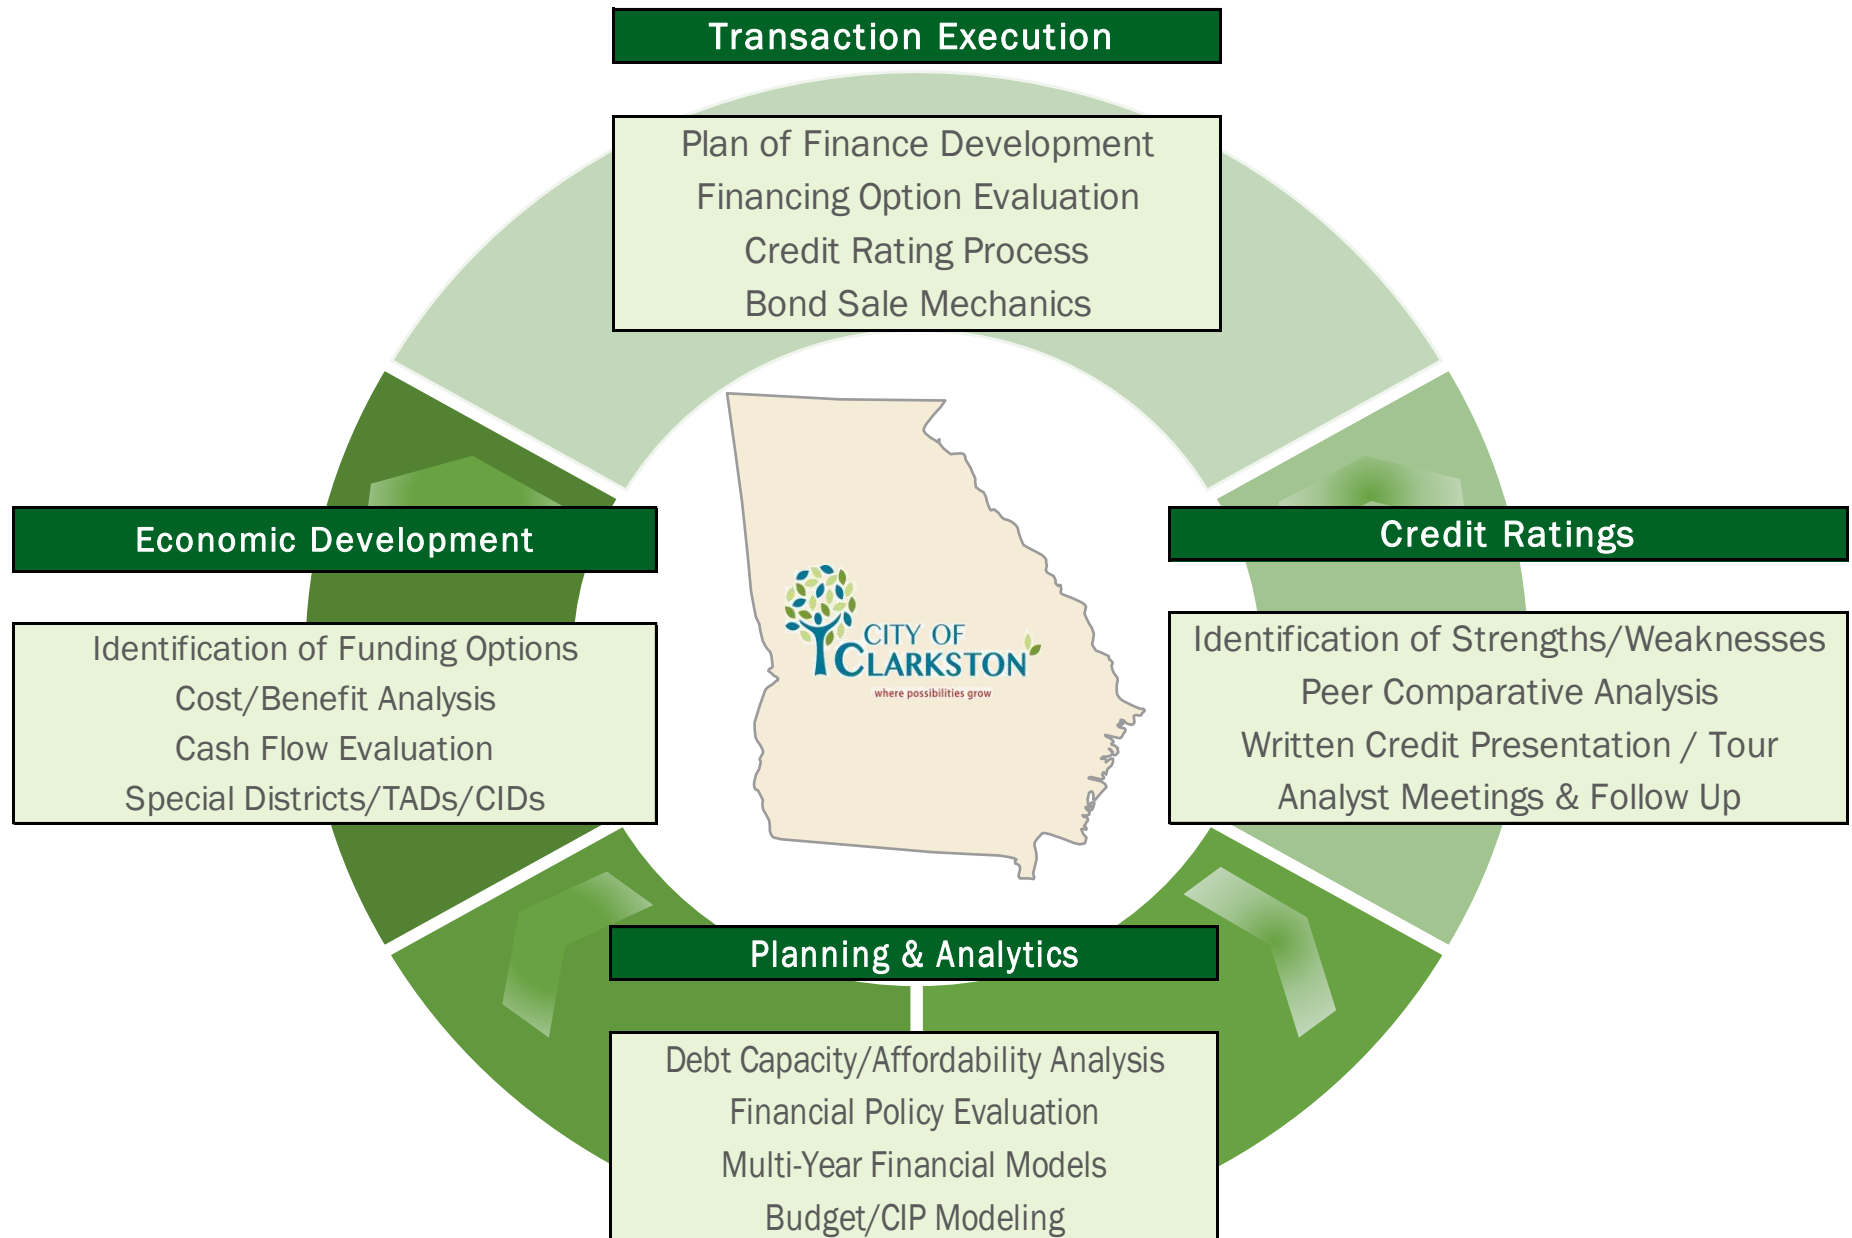 Transaction Execution
Plan of Finance Development
Financing Option Evaluation
Credit Rating Process
Bond Sale Mechanics
Economic Development
Identification of Funding Options
Cost/Benefit Analysis
Cash Flow Evaluation
Special Districts/TADs/CIDs
CITY OF
CLARKSTON
where possibilities grow
Credit Ratings
Identification of Strengths/Weaknesses
Peer Comparative Analysis
Written Credit Presentation / Tour
Analyst Meetings & Follow Up
Planning & Analytics
Debt Capacity/Affordability Analysis
Financial Policy Evaluation
Multi-Year Financial Models
Budget/CIP Modeling